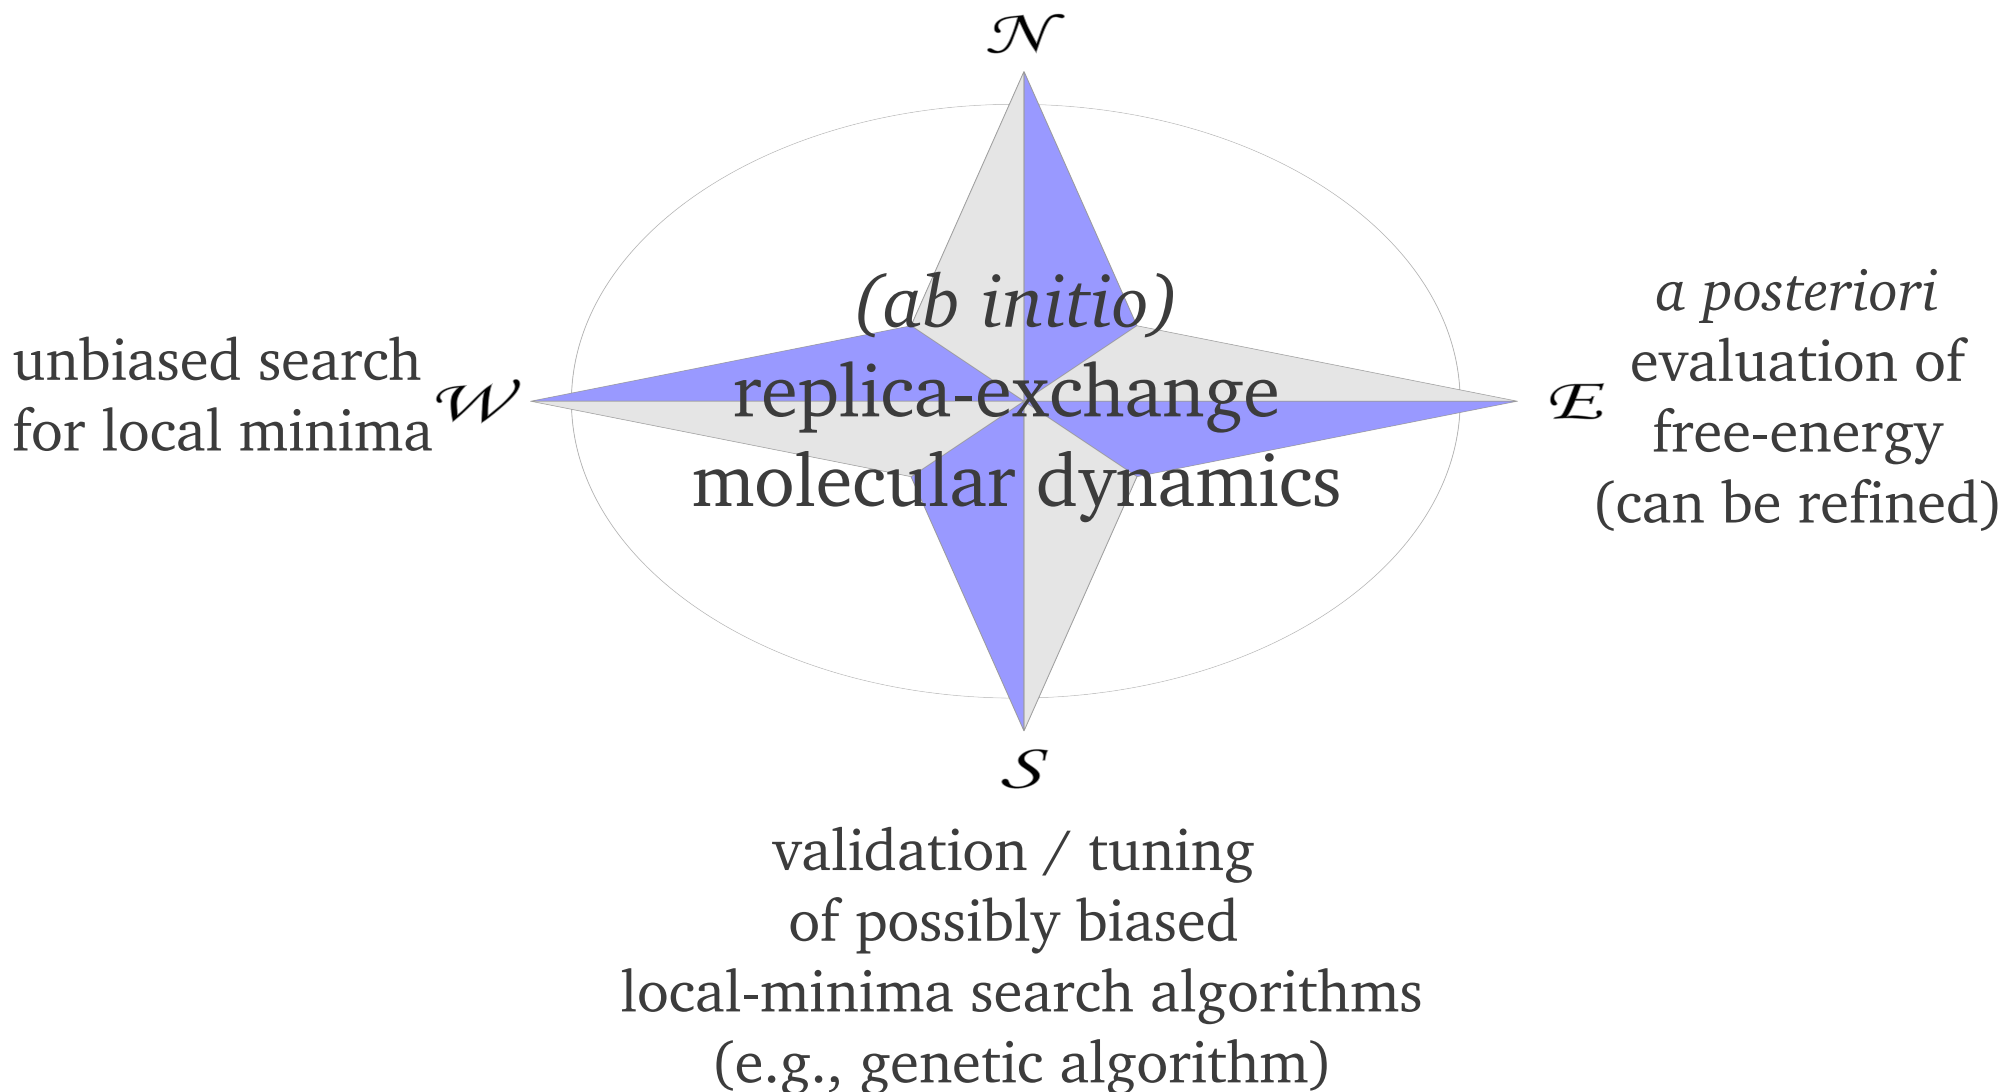 N
(ab initio)
replica-exchange
molecular dynamics
unbiased search
for local minima
W
E
a posteriori
evaluation of
free-energy
(can be refined)
S
validation / tuning
of possibly biased
local-minima search algorithms
(e.g., genetic algorithm)